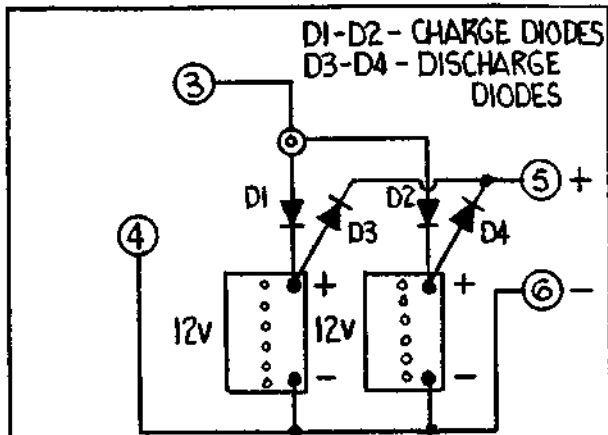 D1-D2 - CHARGE DIODES
D3-D4 - DISCHARGE
DIODES
3
5 +
D1
D2
D3
D4
4
+
+
6 -
12V
12V
-
-